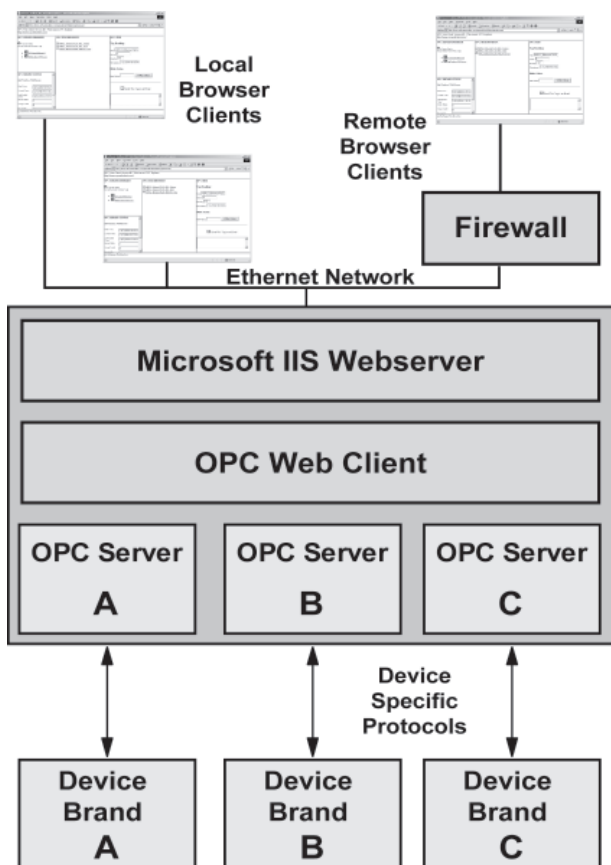 Local
Browser
Clients
Remote
Browser
Clients
Firewall
Ethernet Network
Microsoft IIS Webserver
OPC Web Client
OPC Server
A
OPC Server
B
OPC Server
C
Device
Specific
Protocols
Device
Brand
A
Device
Brand
B
Device
Brand
C